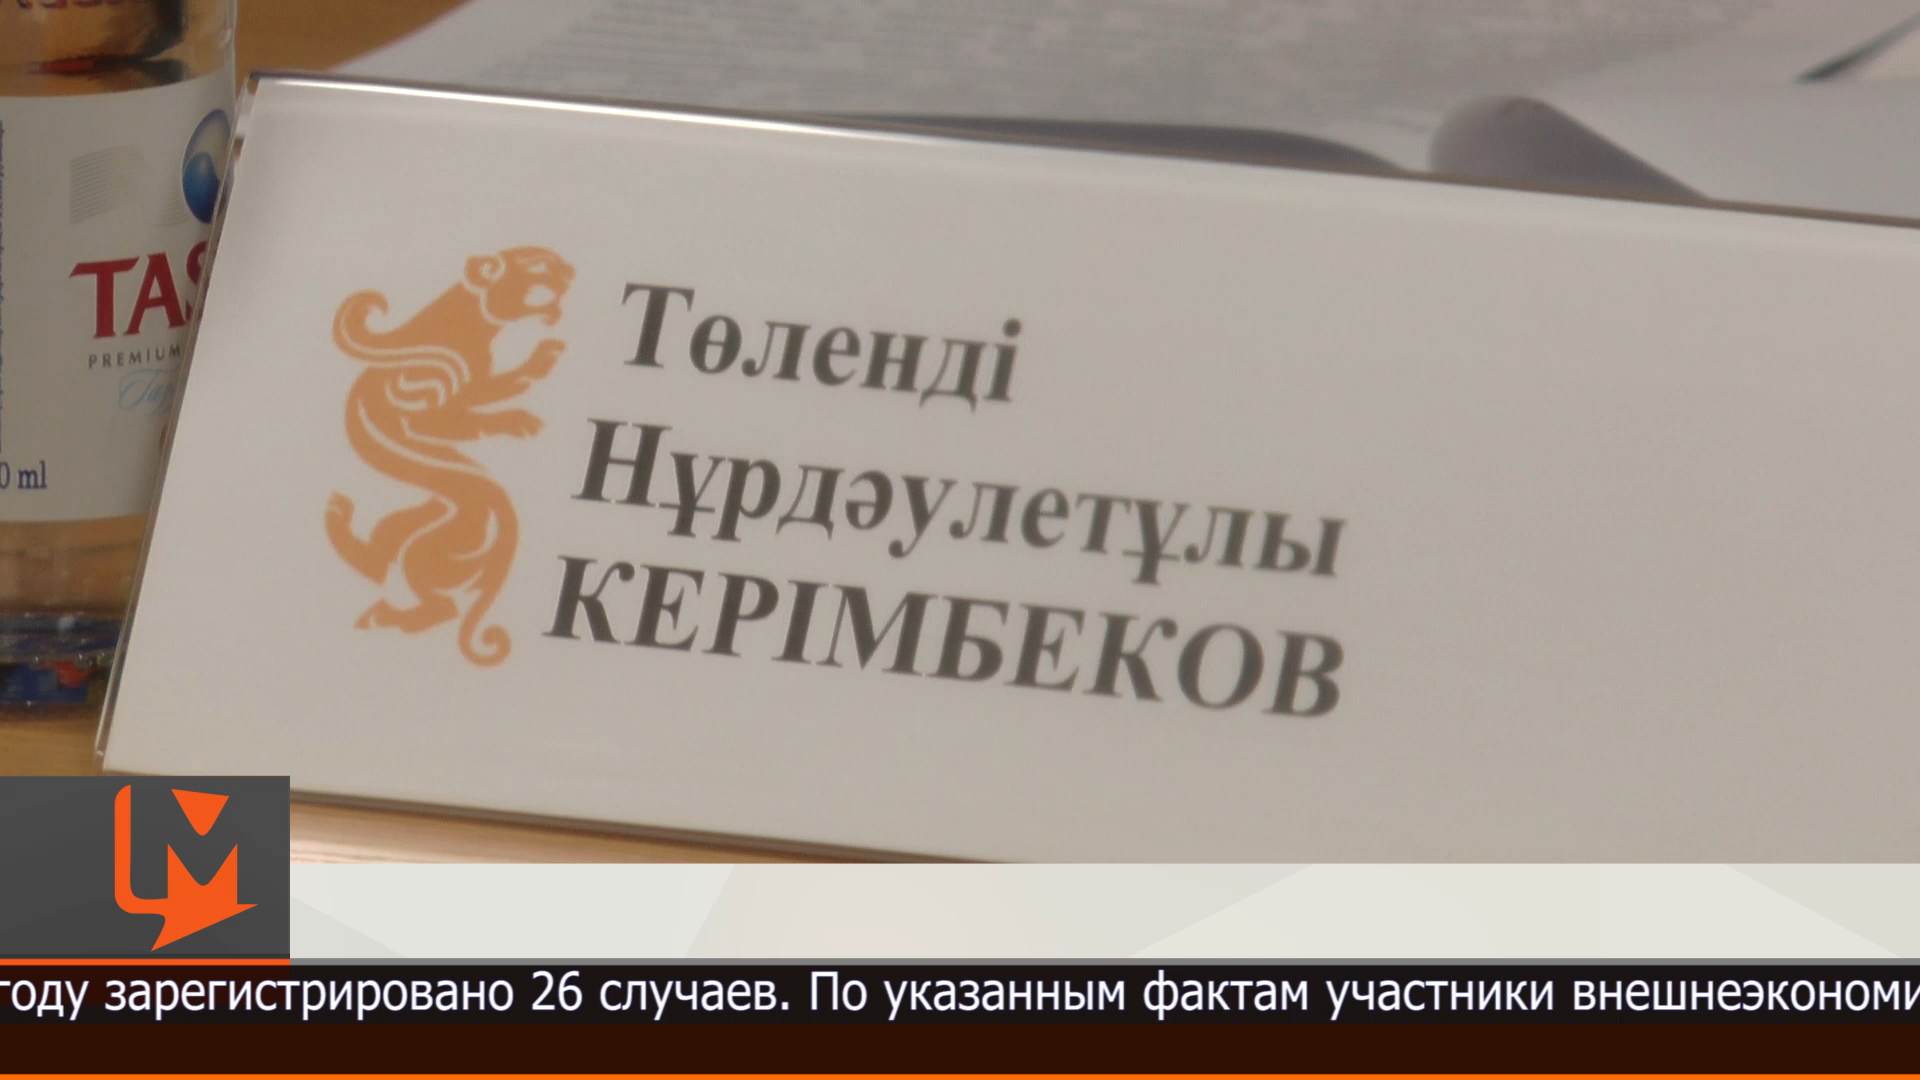 TAS
PREMIUM
0 ml
Төленді
Нұрдәулетұлы
КЕРІМБЕКОВ
году зарегистрировано 26 случаев. По указанным фактам участники внешнеэкономи